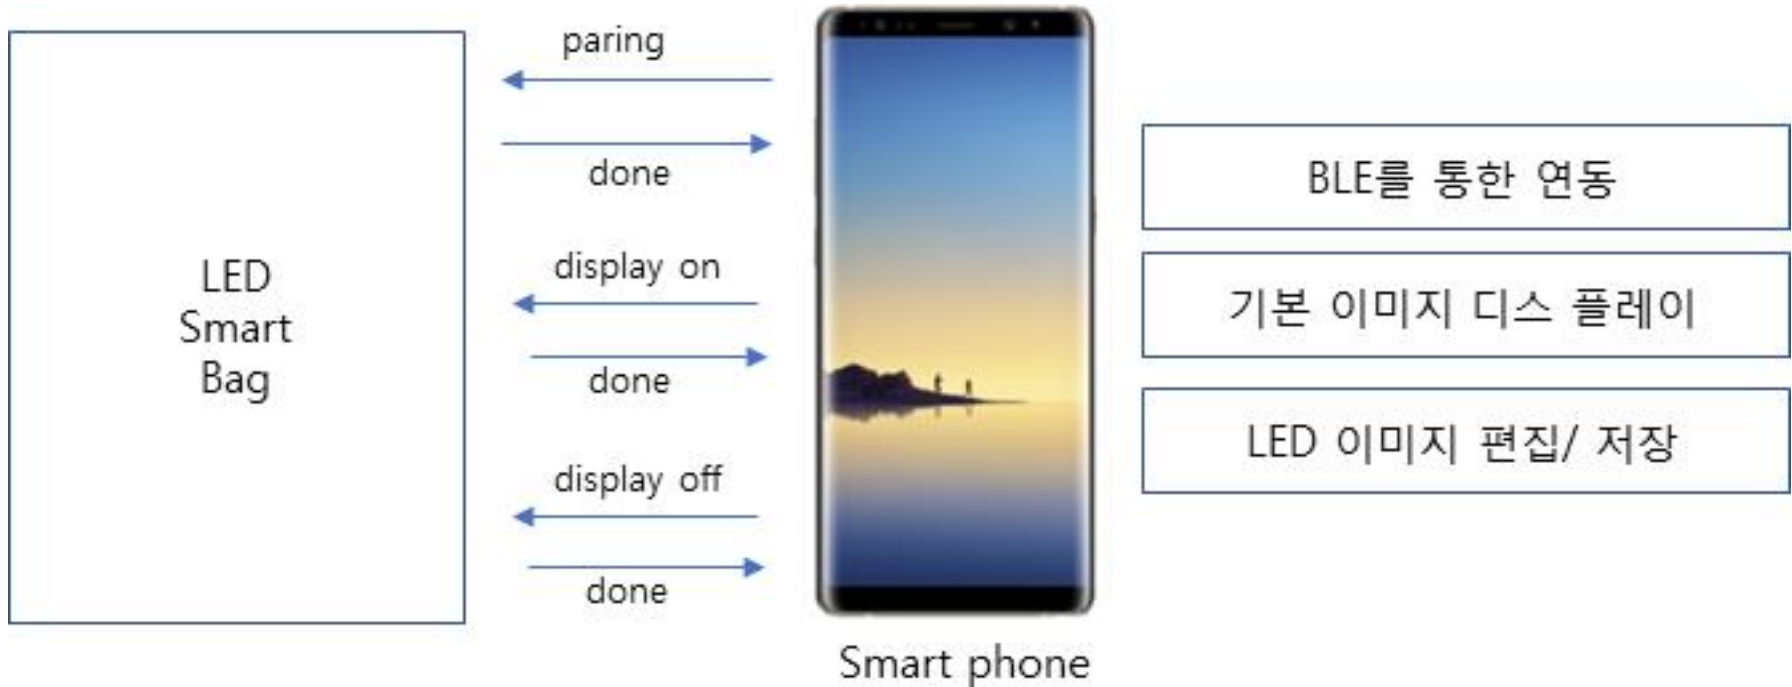 LED
Smart
Bag
paring
done
display on
done
display off
done
Smart phone
BLE를 통한 연동
기본 이미지 디스 플레이
LED 이미지 편집/ 저장